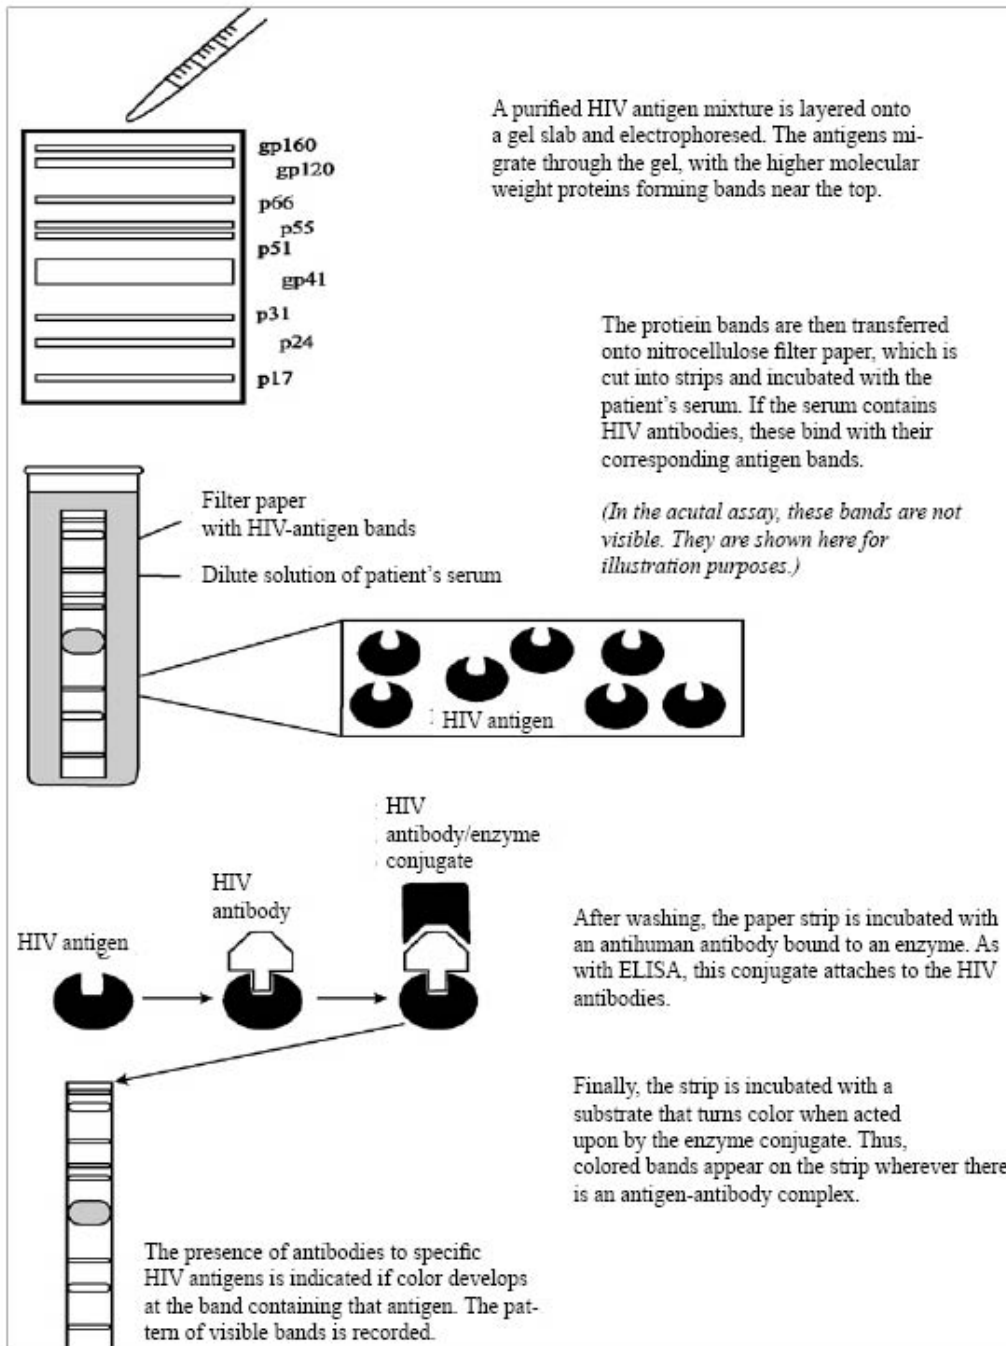 A purified HIV antigen mixture is layered onto
a gel slab and electrophoresed. The antigens mi-
grate through the gel, with the higher molecular
weight proteins forming bands near the top.
gp160
gp120
p66
p55
p51
gp41
p31
p24
p17
The protiein bands are then transferred
onto nitrocellulose filter paper, which is
cut into strips and incubated with the
patient's serum. If the serum contains
HIV antibodies, these bind with their
corresponding antigen bands.
(In the acutal assay, these bands are not
visible. They are shown here for
illustration purposes.)
Filter paper
with HIV-antigen bands
Dilute solution of patient's serum
HIV antigen
HIV
antibody/enzyme
conjugate
HIV
antibody
HIV antigen
After washing, the paper strip is incubated with
an antihuman antibody bound to an enzyme. As
with ELISA, this conjugate attaches to the HIV
antibodies.
Finally, the strip is incubated with a
substrate that turns color when acted
upon by the enzyme conjugate. Thus,
colored bands appear on the strip wherever there
is an antigen-antibody complex.
The presence of antibodies to specific
HIV antigens is indicated if color develops
at the band containing that antigen. The pat-
tern of visible bands is recorded.